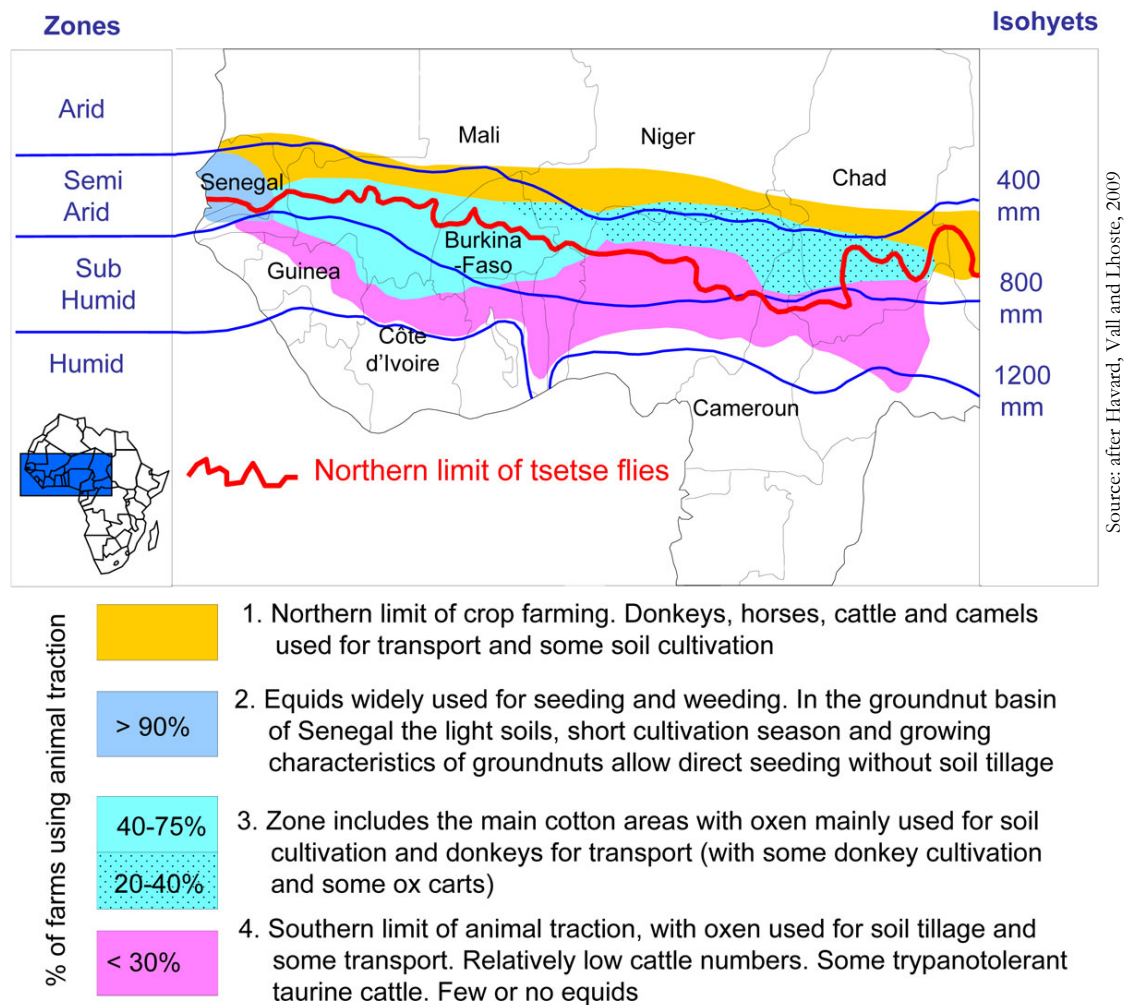 Zones
Isohyets
Arid
Mali
Niger
Chad
400
mm
Semi
Arid
Senegal
Burkina
-Faso
Sub
Humid
Guinea
800
mm
Côte
d'Ivoire
Humid
1200
mm
Cameroun
Northern limit of tsetse flies
Source: after Havard, Vall and Lhoste, 2009
% of farms using animal traction
1. Northern limit of crop farming. Donkeys, horses, cattle and camels
used for transport and some soil cultivation
> 90%
2. Equids widely used for seeding and weeding. In the groundnut basin
of Senegal the light soils, short cultivation season and growing
characteristics of groundnuts allow direct seeding without soil tillage
40-75%
20-40%
3. Zone includes the main cotton areas with oxen mainly used for soil
cultivation and donkeys for transport (with some donkey cultivation
and some ox carts)
< 30%
4. Southern limit of animal traction, with oxen used for soil tillage and
some transport. Relatively low cattle numbers. Some trypanotolerant
taurine cattle. Few or no equids